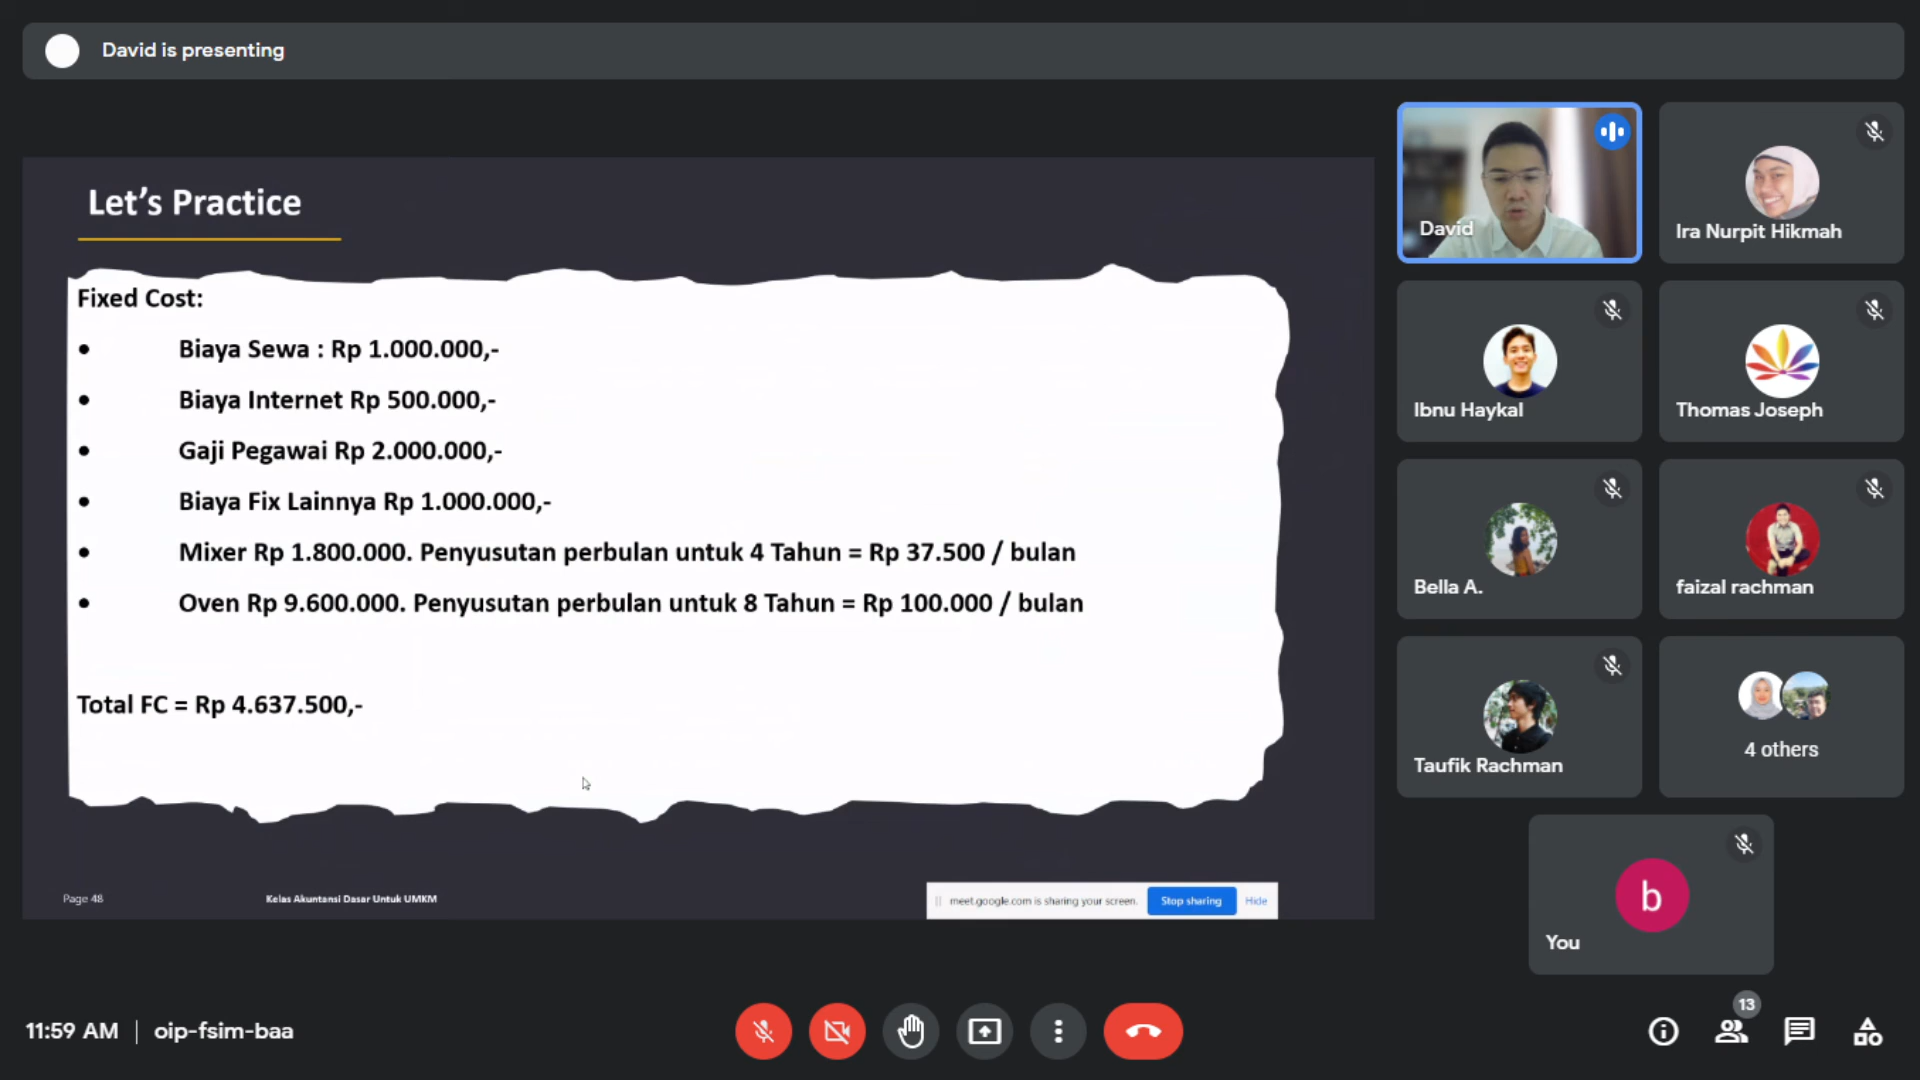 David is presenting
Let's Practice
Fixed Cost:
• Biaya Sewa : Rp 1.000.000,-
• Biaya Internet Rp 500.000,-
• Gaji Pegawai Rp 2.000.000,-
• Biaya Fix Lainnya Rp 1.000.000,-
• Mixer Rp 1.800.000. Penyusutan perbulan untuk 4 Tahun = Rp 37.500 / bulan
• Oven Rp 9.600.000. Penyusutan perbulan untuk 8 Tahun = Rp 100.000 / bulan
Total FC = Rp 4.637.500,-
Page 48
Kelas Akuntansi Dasar Untuk UMKM
meet.google.com is sharing your screen.
Stop sharing
Hide
David
Ira Nurpit Hikmah
Ibnu Haykal
Thomas Joseph
Bella A.
faizal rachman
Taufik Rachman
4 others
b
You
11:59 AM | oip-fsim-baa
13